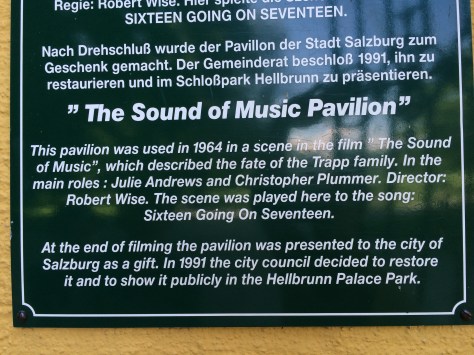 Regie: Robert Wise. Hier spielte die
SIXTEEN GOING ON SEVENTEEN.
Nach Drehschluß wurde der Pavillon der Stadt Salzburg zum
Geschenk gemacht. Der Gemeinderat beschloß 1991, ihn zu
restaurieren und im Schloßpark Hellbrunn zu präsentieren.
” The Sound of Music Pavilion”
This pavilion was used in 1964 in a scene in the film ” The Sound
of Music”, which described the fate of the Trapp family. In the
main roles : Julie Andrews and Christopher Plummer. Director:
Robert Wise. The scene was played here to the song:
Sixteen Going On Seventeen.
At the end of filming the pavilion was presented to the city of
Salzburg as a gift. In 1991 the city council decided to restore
it and to show it publicly in the Hellbrunn Palace Park.